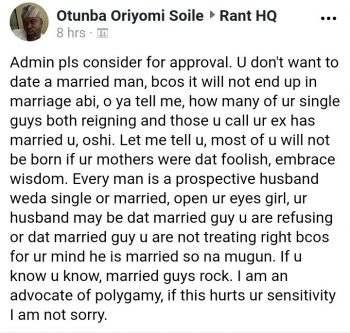 Otunba Oriyomi Soile ▸ Rant HQ
8 hrs ·
Admin pls consider for approval. U don't want to
date a married man, bcos it will not end up in
marriage abi, o ya tell me, how many of ur single
guys both reigning and those u call ur ex has
married u, oshi. Let me tell u, most of u will not
be born if ur mothers were dat foolish, embrace
wisdom. Every man is a prospective husband
weda single or married, open ur eyes girl, ur
husband may be dat married guy u are refusing
or dat married guy u are not treating right bcos
for ur mind he is married so na mugun. If u
know u know, married guys rock. I am an
advocate of polygamy, if this hurts ur sensitivity
I am not sorry.